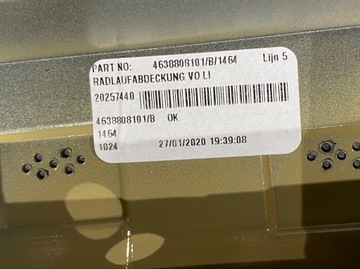 PART NO: 4638808101/B/1464 Lijn 5
RADLAUFABDECKUNG VO LI
20257440
4638808101/B OK
1464
1024 27/01/2020 19:39:08